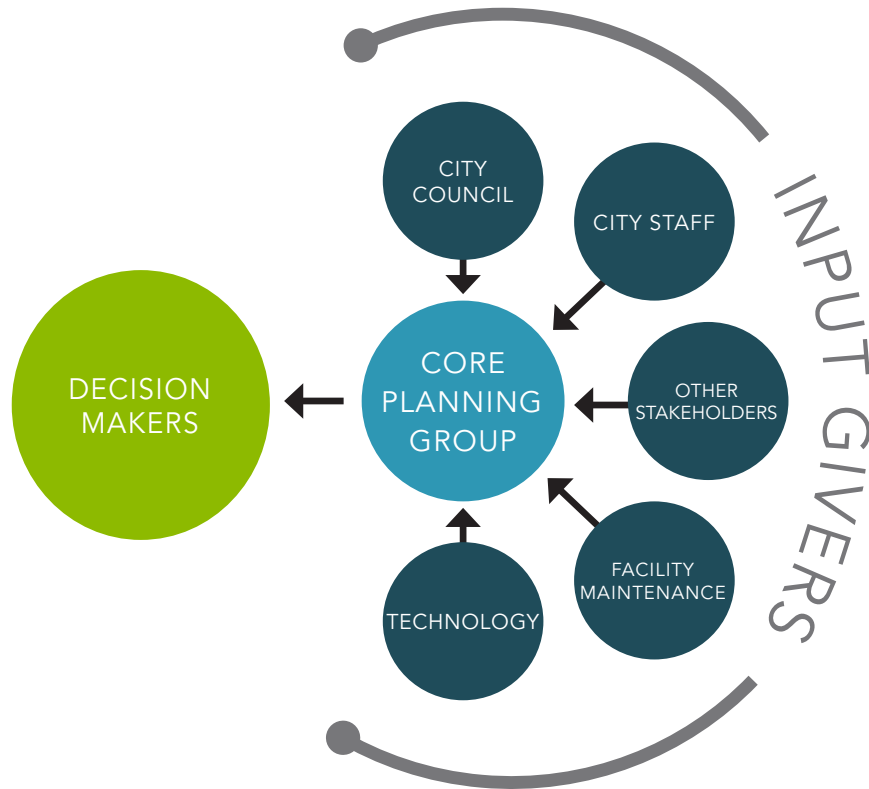 CITY
COUNCIL
CITY STAFF
INPUT GIVERS
DECISION
MAKERS
CORE
PLANNING
GROUP
OTHER
STAKEHOLDERS
FACILITY
MAINTENANCE
TECHNOLOGY